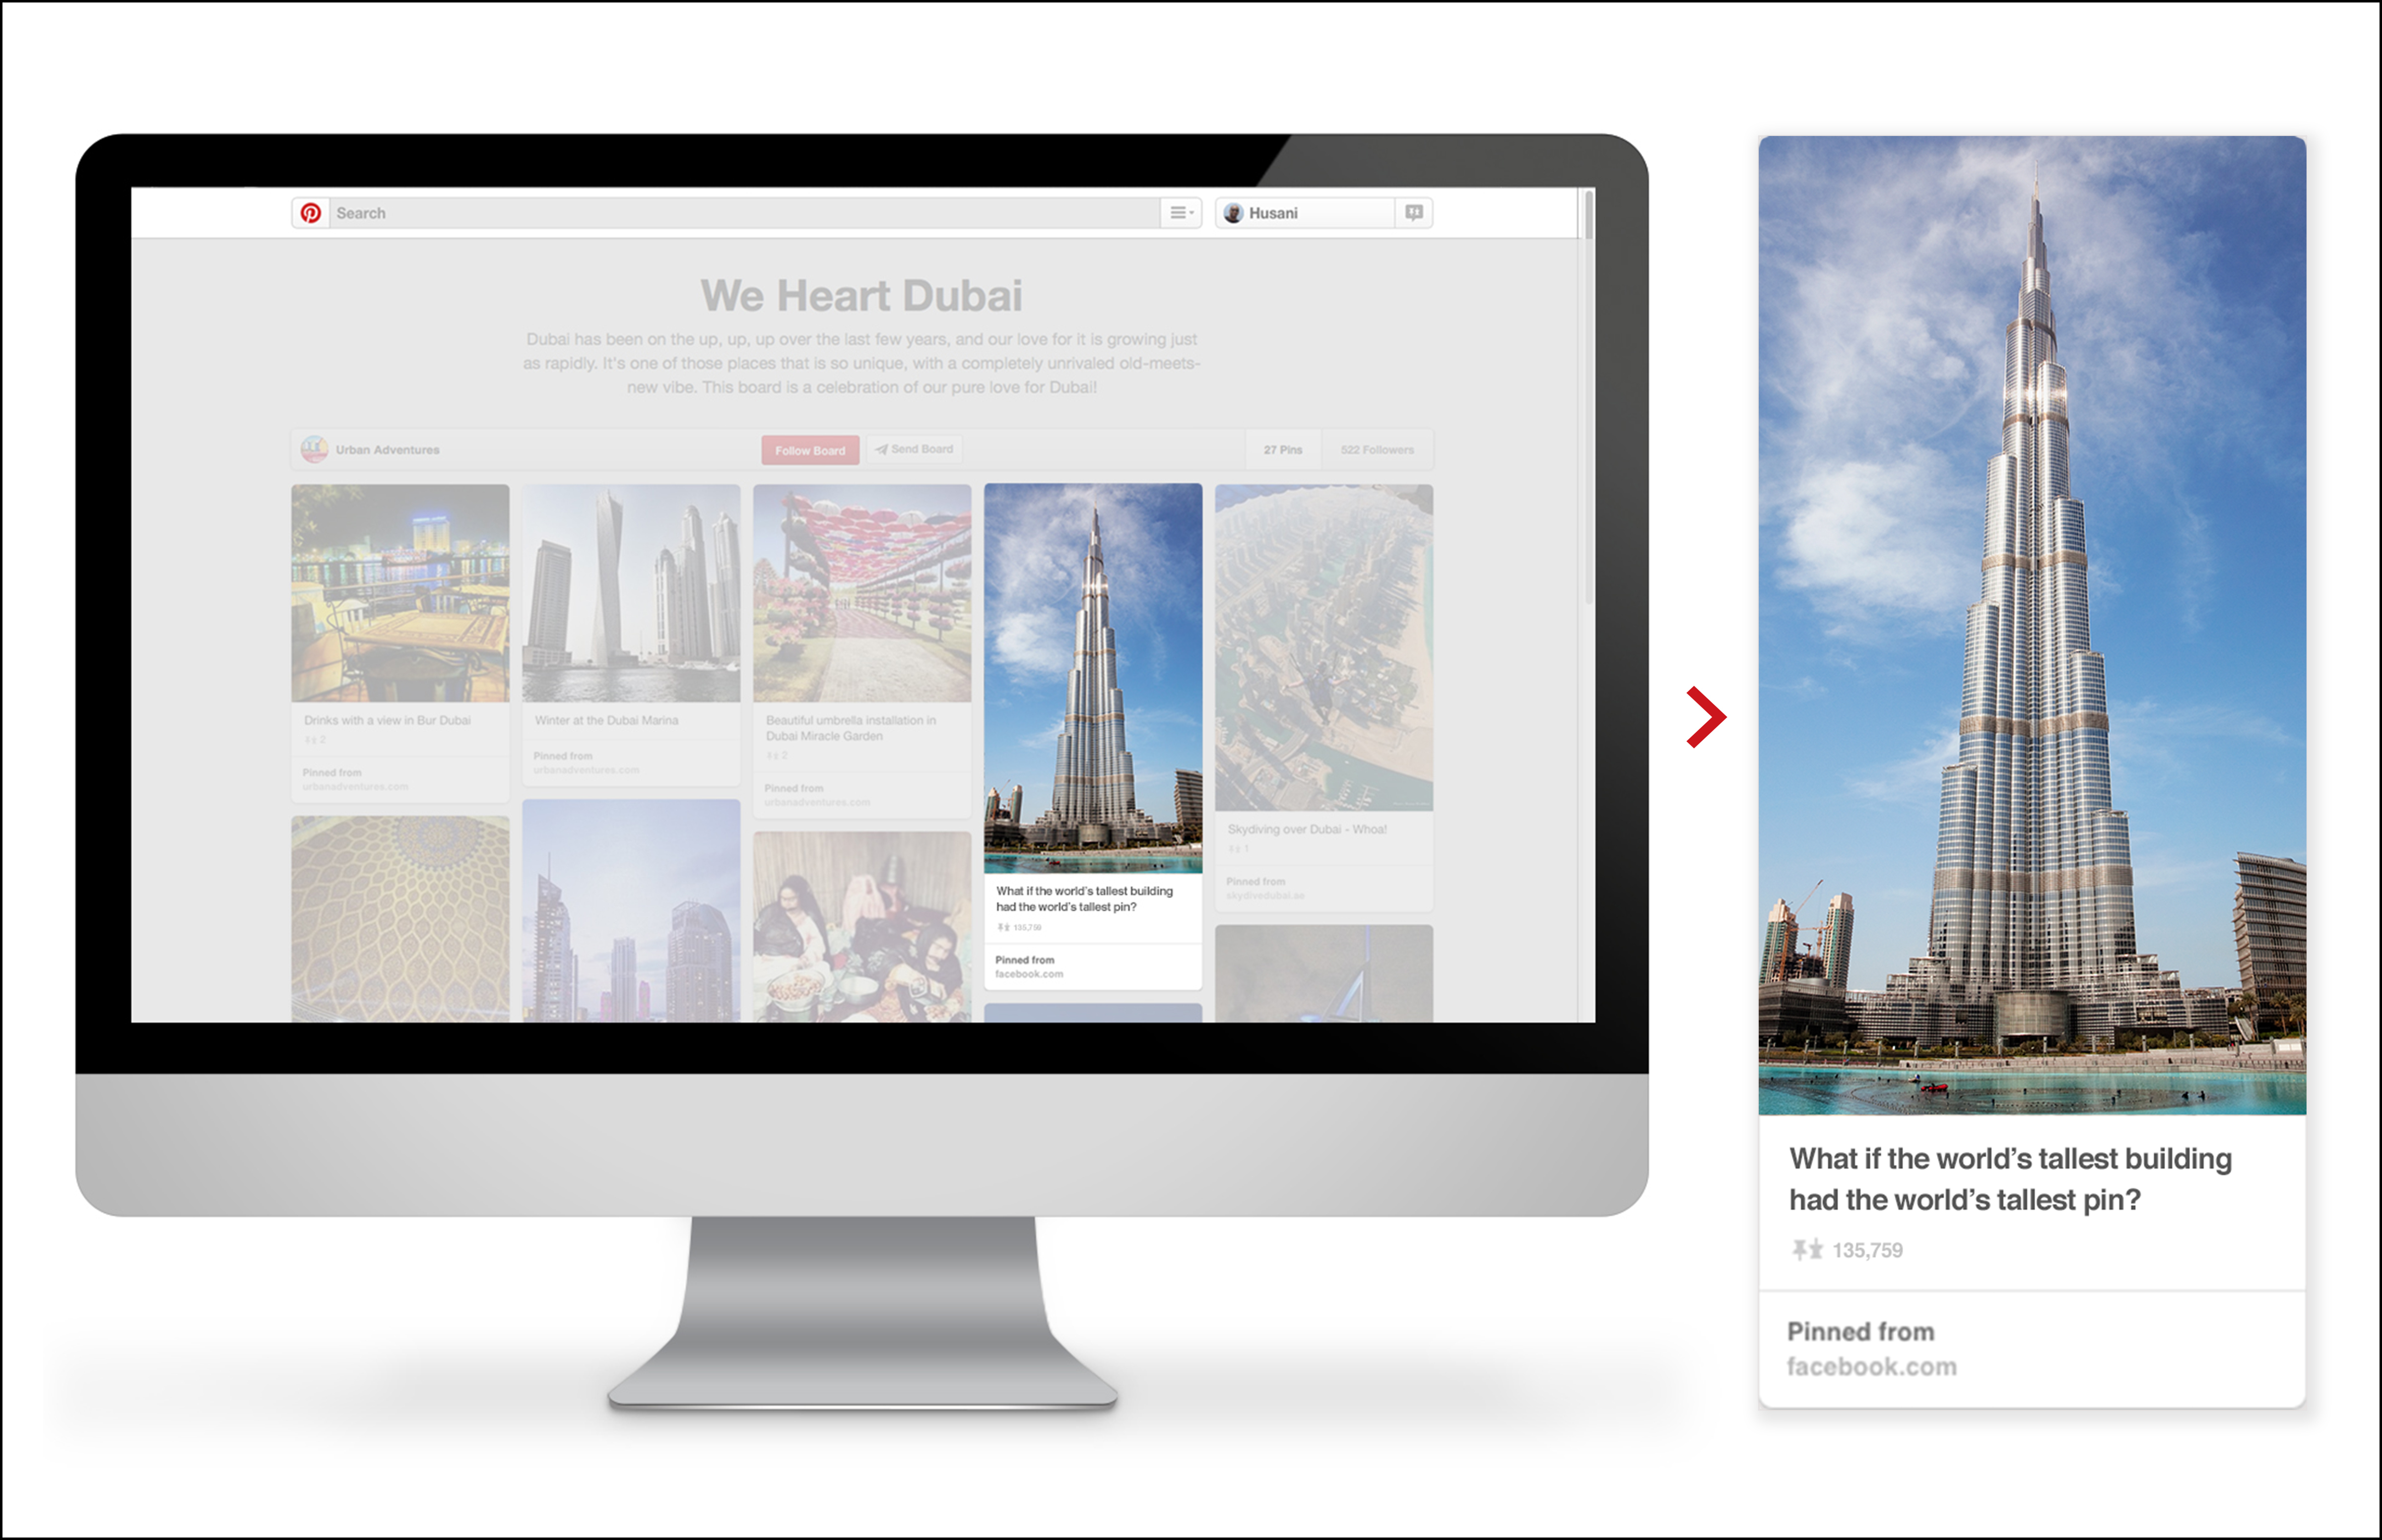 Search
Husani
We Heart Dubai
Dubai has been on the up, up, up over the last few years, and our love for it is growing just
as rapidly. It's one of those places that is so unique, with a completely unrivaled old-meets-
new vibe. This board is a celebration of our pure love for Dubai!
Urban Adventures
Follow Board
Send Board
27 Pins
522 Followers
Drinks with a view in Bur Dubai
2
Pinned from
urbanadventures.com
Winter at the Dubai Marina
Pinned from
urbanadventures.com
Beautiful umbrella installation in
Dubai Miracle Garden
2
Pinned from
urbanadventures.com
What if the world's tallest building
had the world's tallest pin?
135,759
Pinned from
facebook.com
Skydiving over Dubai - Whoa!
1
Pinned from
skydivedubai.ae
What if the world's tallest building
had the world's tallest pin?
135,759
Pinned from
facebook.com